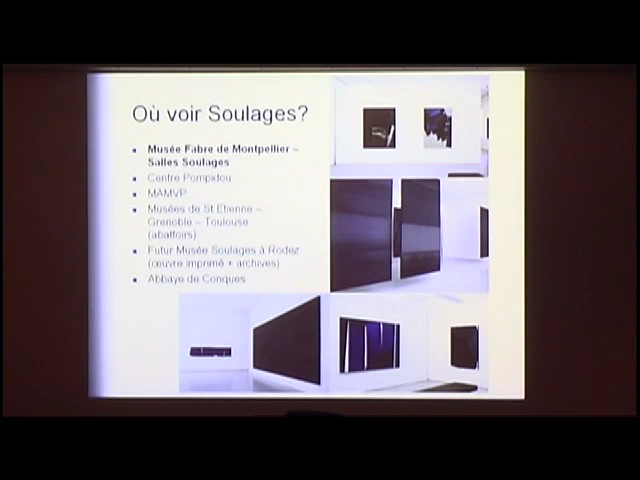 Où voir Soulages?
Musée Fabre de Montpellier –
Salles Soulages
Centre Pompidou
MAMVP
Musées de St Etienne –
Grenoble – Toulouse
(abattoirs)
Futur Musée Soulages à Rodez
(œuvre imprimé + archives)
Abbaye de Conques